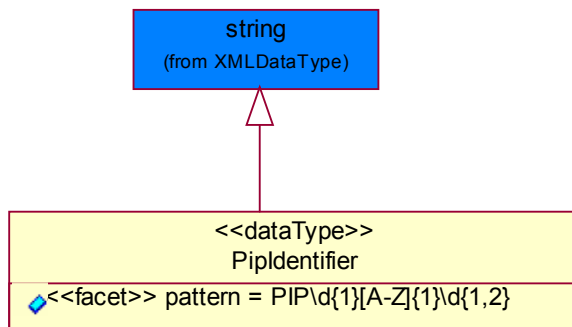 string
(from XMLDataType)
<<dataType>>
PipIdentifier
<<facet>> pattern = PIP\d{1}[A-Z]{1}\d{1,2}